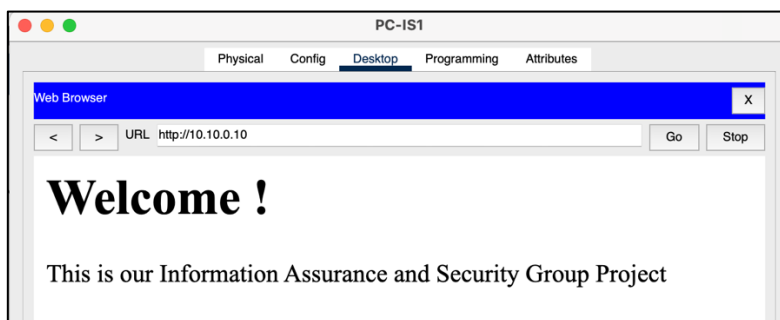 PC-IS1
Physical Config Desktop Programming Attributes
Web Browser
X
< > URL http://10.10.0.10 Go Stop
Welcome !
This is our Information Assurance and Security Group Project